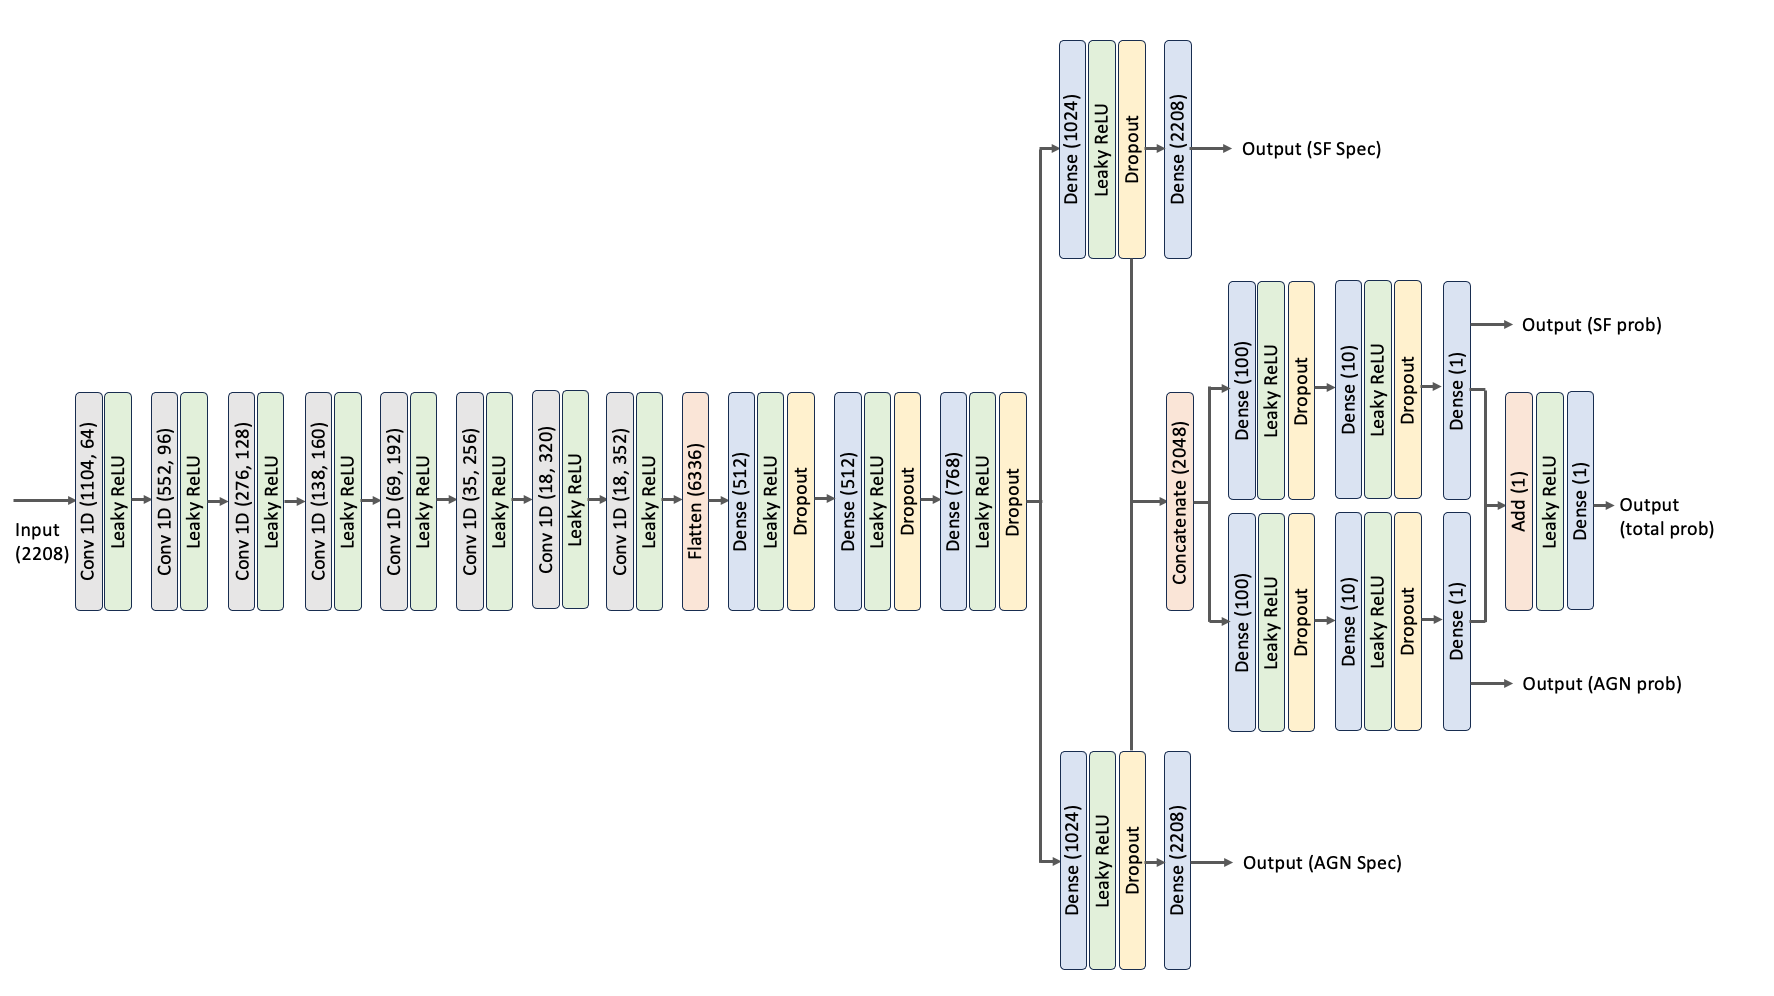 Input
(2208)
Conv 1D (1104, 64)
Leaky ReLU
Conv 1D (552, 96)
Leaky ReLU
Conv 1D (276, 128)
Leaky ReLU
Conv 1D (138, 160)
Leaky ReLU
Conv 1D (69, 192)
Leaky ReLU
Conv 1D (35, 256)
Leaky ReLU
Conv 1D (18, 320)
Leaky ReLU
Conv 1D (18, 352)
Leaky ReLU
Flatten (6336)
Dense (512)
Leaky ReLU
Dropout
Dense (512)
Leaky ReLU
Dropout
Dense (768)
Leaky ReLU
Dropout
Dense (1024)
Leaky ReLU
Dropout
Dense (2208)
Output (SF Spec)
Concatenate (2048)
Dense (100)
Leaky ReLU
Dropout
Dense (10)
Leaky ReLU
Dropout
Dense (1)
Output (SF prob)
Dense (100)
Leaky ReLU
Dropout
Dense (10)
Leaky ReLU
Dropout
Dense (1)
Output (AGN prob)
Add (1)
Leaky ReLU
Dense (1)
Output
(total prob)
Dense (1024)
Leaky ReLU
Dropout
Dense (2208)
Output (AGN Spec)